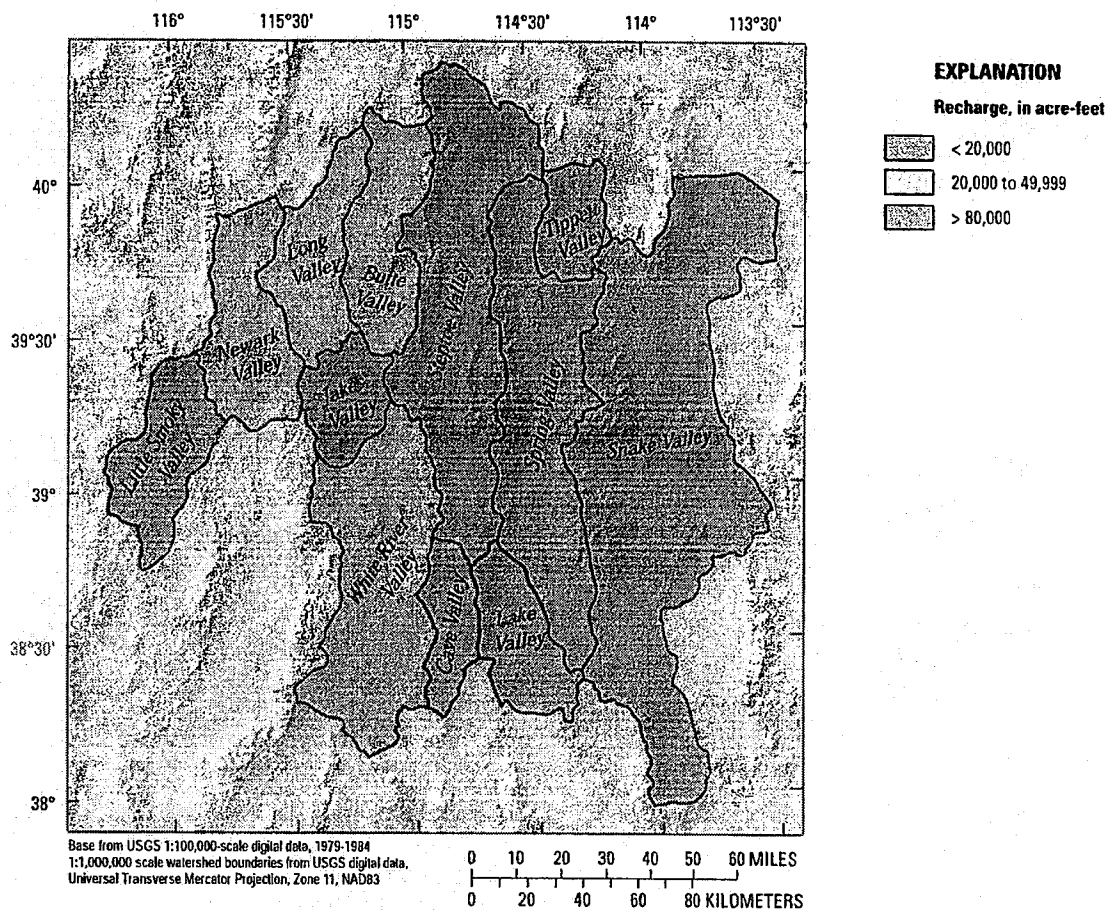 116° 115°30' 115° 114°30' 114° 113°30'
EXPLANATION
Recharge, in acre-feet
< 20,000
20,000 to 49,999
> 80,000
40°
39°30'
39°
38°30'
38°
Long
Valley
Butte
Valley
Steptoe Valley
Tippett
Valley
Newark
Valley
Jakes
Valley
Little Smoky
Valley
Spring Valley
Snake Valley
White River
Valley
Cave Valley
Lake
Valley
Base from USGS 1:100,000-scale digital data, 1979-1984
1:1,000,000 scale watershed boundaries from USGS digital data,
Universal Transverse Mercator Projection, Zone 11, NAD83
0 10 20 30 40 50 60 MILES
0 20 40 60 80 KILOMETERS